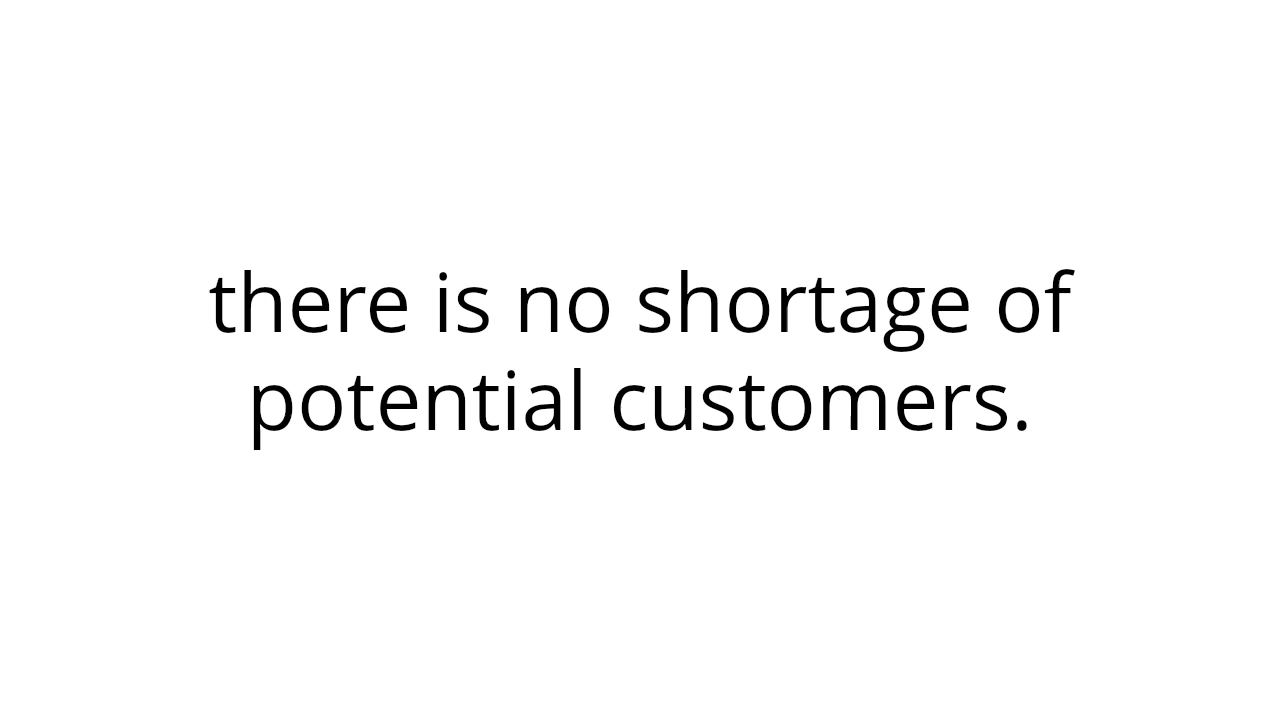 there is no shortage of
potential customers.